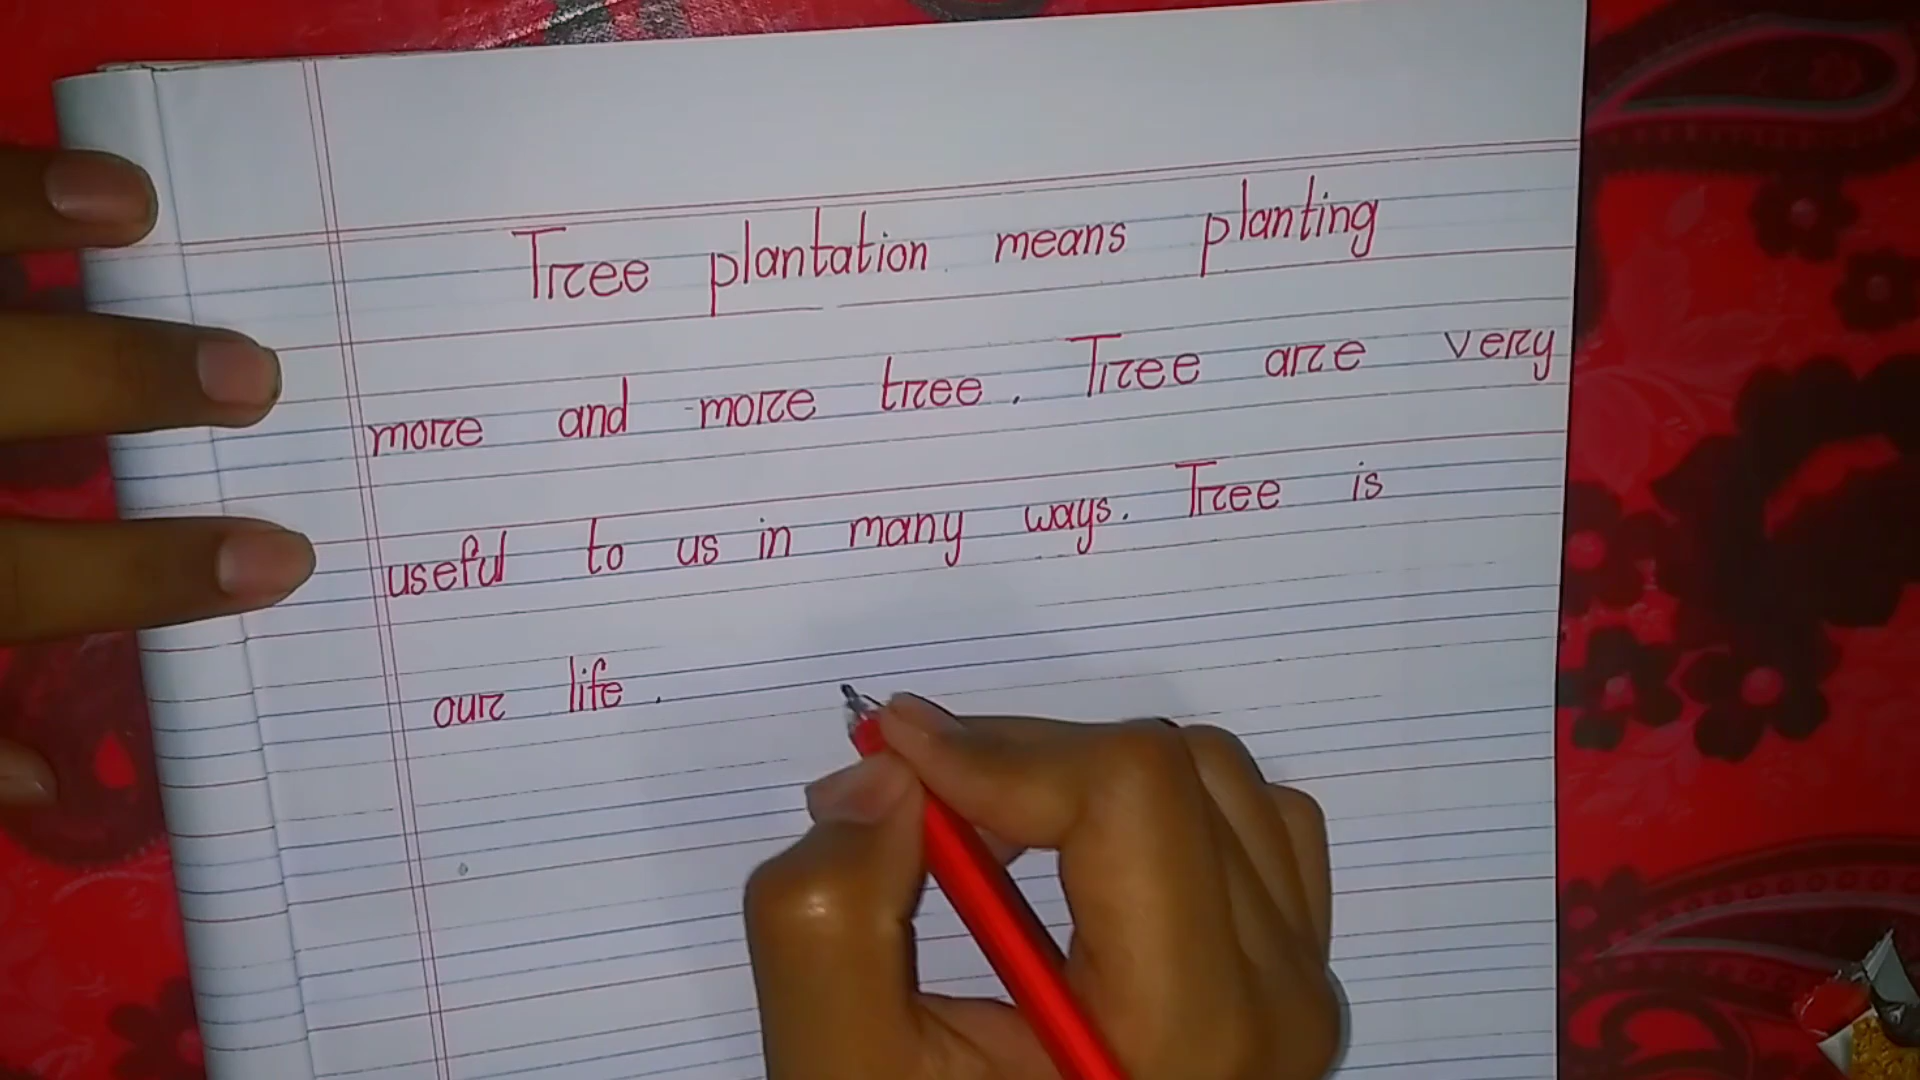 Tree plantation means planting
more and more tree. Tree are very
useful to us in many ways. Tree is
our life.